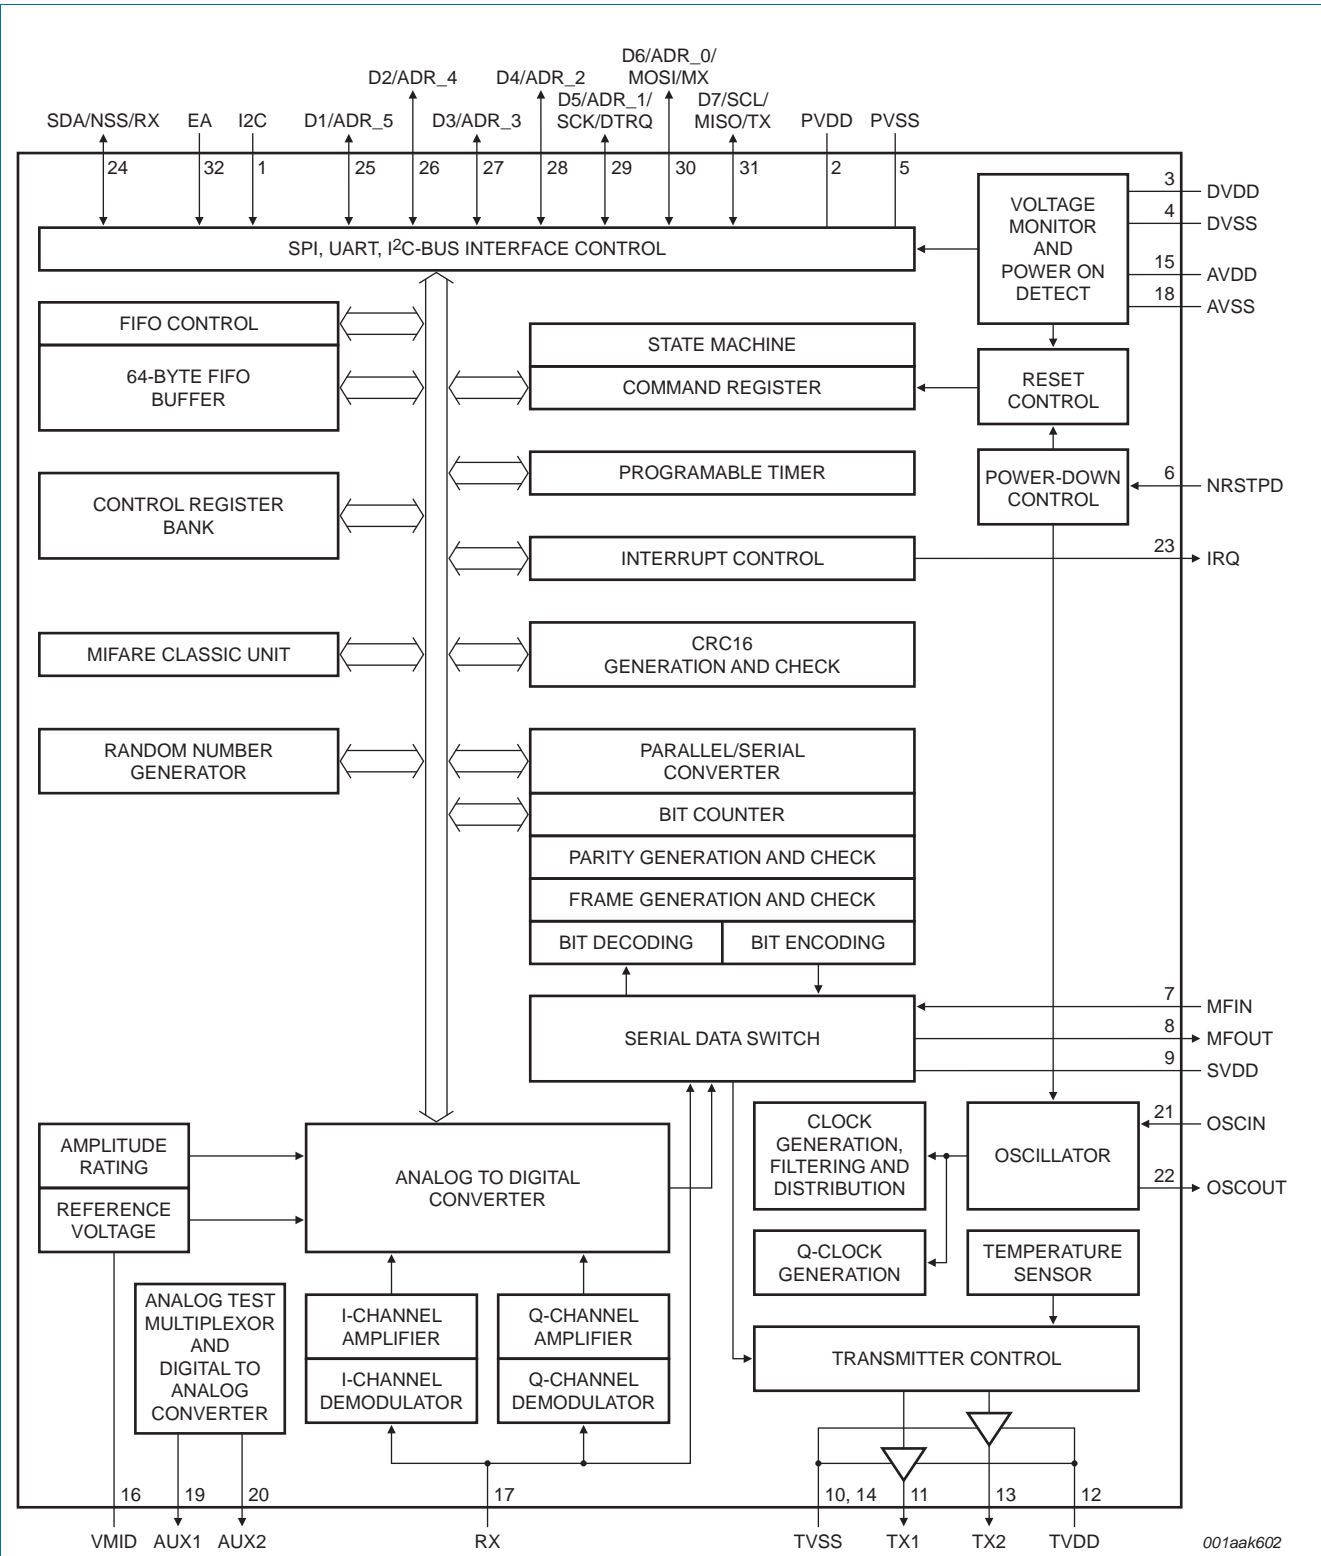 D6/ADR_0/
MOSI/MX
D2/ADR_4
D4/ADR_2
D5/ADR_1/
SCK/DTRQ
D7/SCL/
MISO/TX
SDA/NSS/RX
EA
I2C
D1/ADR_5
D3/ADR_3
PVDD
PVSS
24
32
1
25
26
27
28
29
30
31
2
5
SPI, UART, I2C-BUS INTERFACE CONTROL
VOLTAGE
MONITOR
AND
POWER ON
DETECT
3
DVDD
4
DVSS
15
AVDD
18
AVSS
FIFO CONTROL
64-BYTE FIFO
BUFFER
STATE MACHINE
COMMAND REGISTER
RESET
CONTROL
CONTROL REGISTER
BANK
PROGRAMABLE TIMER
POWER-DOWN
CONTROL
6
NRSTPD
INTERRUPT CONTROL
23
IRQ
MIFARE CLASSIC UNIT
CRC16
GENERATION AND CHECK
RANDOM NUMBER
GENERATOR
PARALLEL/SERIAL
CONVERTER
BIT COUNTER
PARITY GENERATION AND CHECK
FRAME GENERATION AND CHECK
BIT DECODING
BIT ENCODING
SERIAL DATA SWITCH
7
MFIN
8
MFOUT
9
SVDD
AMPLITUDE
RATING
REFERENCE
VOLTAGE
ANALOG TO DIGITAL
CONVERTER
CLOCK
GENERATION,
FILTERING AND
DISTRIBUTION
OSCILLATOR
21
OSCIN
22
OSCOUT
Q-CLOCK
GENERATION
TEMPERATURE
SENSOR
ANALOG TEST
MULTIPLEXOR
AND
DIGITAL TO
ANALOG
CONVERTER
I-CHANNEL
AMPLIFIER
I-CHANNEL
DEMODULATOR
Q-CHANNEL
AMPLIFIER
Q-CHANNEL
DEMODULATOR
TRANSMITTER CONTROL
16
19
20
17
10, 14
11
13
12
VMID
AUX1
AUX2
RX
TVSS
TX1
TX2
TVDD
001aak602